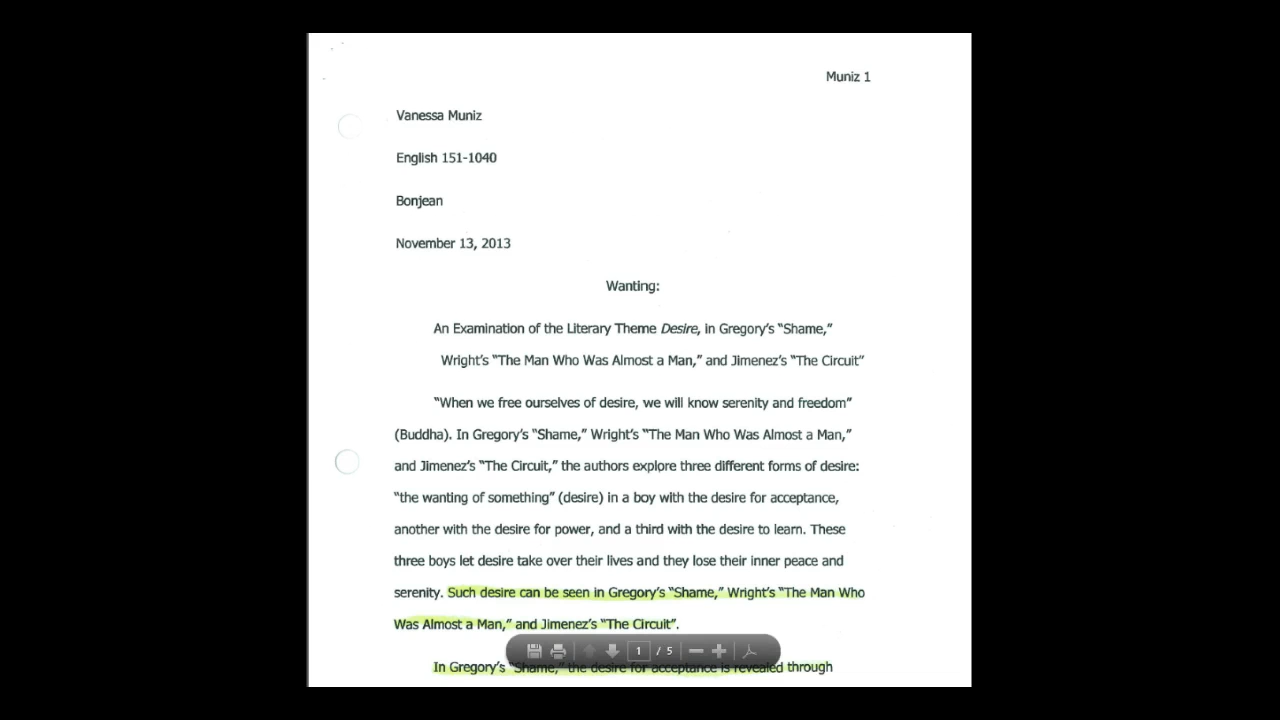 Muniz 1
Vanessa Muniz
English 151-1040
Bonjean
November 13, 2013
Wanting:
An Examination of the Literary Theme Desire, in Gregory's “Shame,”
Wright's “The Man Who Was Almost a Man,” and Jimenez's “The Circuit”
“When we free ourselves of desire, we will know serenity and freedom”
(Buddha). In Gregory's “Shame,” Wright's “The Man Who Was Almost a Man,”
and Jimenez's “The Circuit,” the authors explore three different forms of desire:
“the wanting of something” (desire) in a boy with the desire for acceptance,
another with the desire for power, and a third with the desire to learn. These
three boys let desire take over their lives and they lose their inner peace and
serenity. Such desire can be seen in Gregory's “Shame,” Wright's “The Man Who
Was Almost a Man,” and Jimenez's “The Circuit”.
1 / 5
In Gregory's “Shame,” the desire for acceptance is revealed through